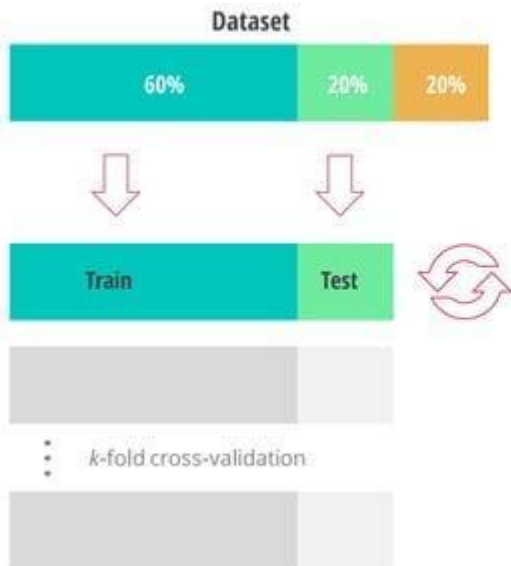 Dataset
60% 20% 20%
Train Test
k-fold cross-validation